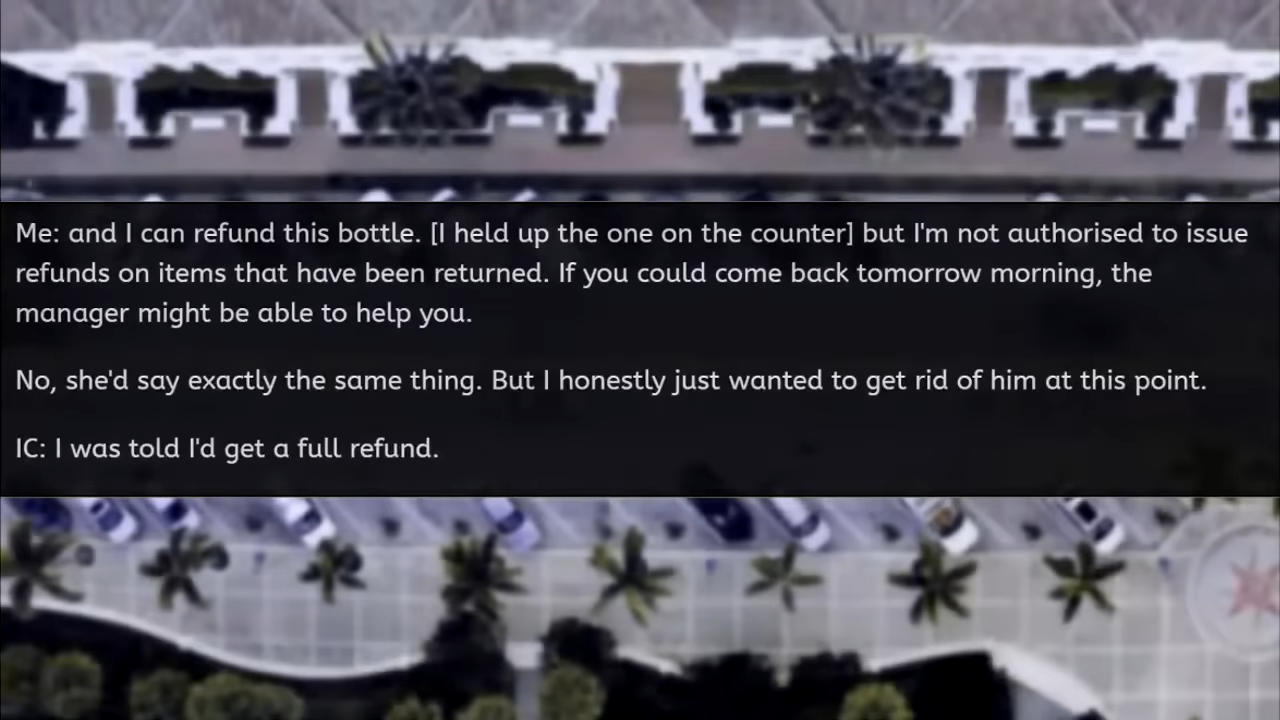 Me: and I can refund this bottle. [I held up the one on the counter] but I'm not authorised to issue
refunds on items that have been returned. If you could come back tomorrow morning, the
manager might be able to help you.
No, she'd say exactly the same thing. But I honestly just wanted to get rid of him at this point.
IC: I was told I'd get a full refund.